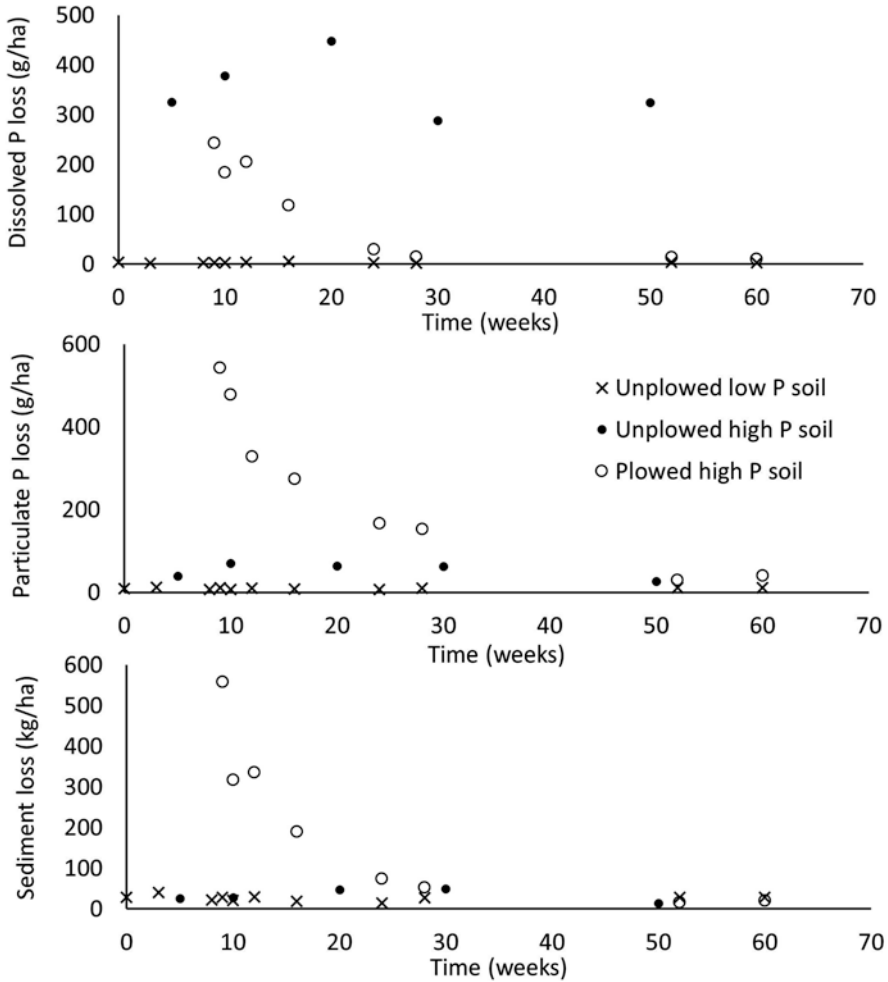 Dissolved P loss (g/ha)
500
400
300
200
100
0
0 10 20 30 40 50 60 70
Time (weeks)
Particulate P loss (g/ha)
600
400
200
0
× Unplowed low P soil
● Unplowed high P soil
○ Plowed high P soil
0 10 20 30 40 50 60 70
Time (weeks)
Sediment loss (kg/ha)
600
500
400
300
200
100
0
0 10 20 30 40 50 60 70
Time (weeks)